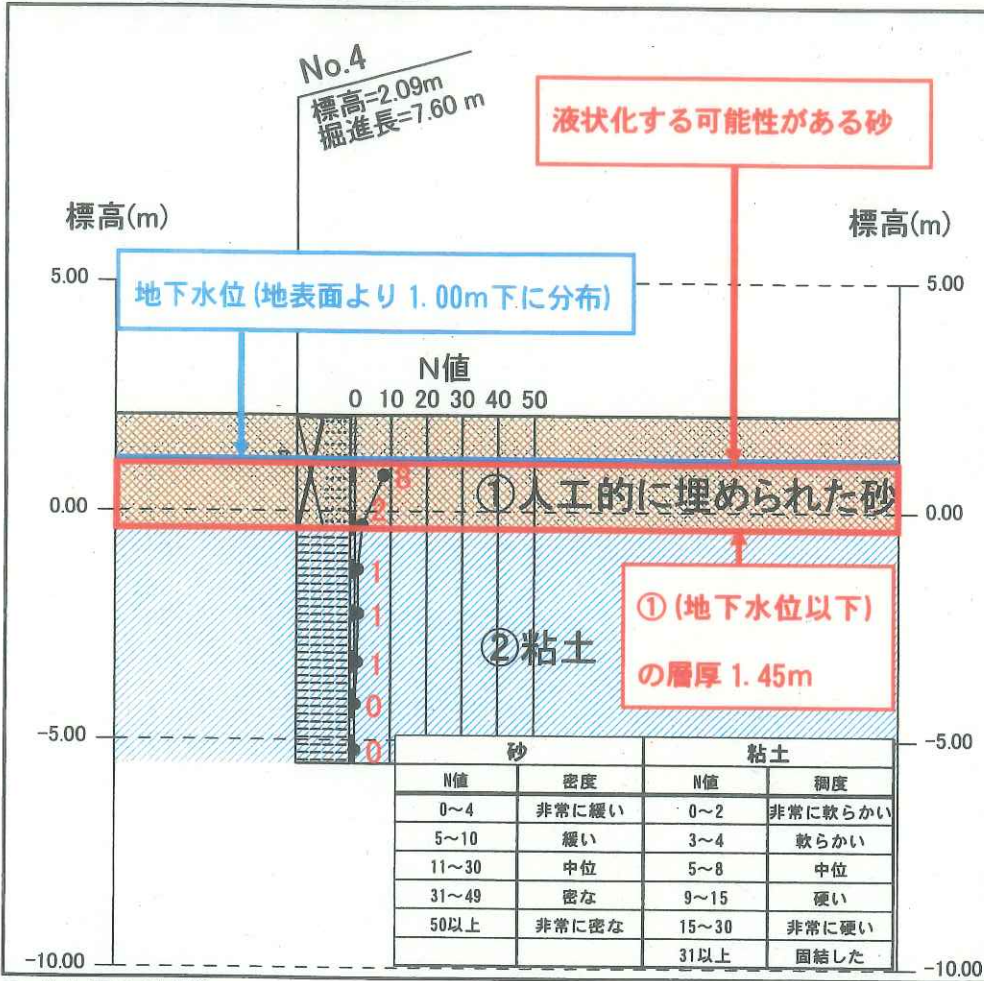 No.4
標高=2.09m
掘進長=7.60 m
液状化する可能性がある砂
標高(m)
標高(m)
5.00
5.00
地下水位(地表面より 1.00m下に分布)
N値
0 10 20 30 40 50
8
①人工的に埋められた砂
0.00
2
0.00
1
①(地下水位以下)
の層厚 1.45m
1
②粘土
1
0
-5.00
0
-5.00
砂 粘土
N値 密度 N値 稠度
0~4 非常に緩い 0~2 非常に軟らかい
5~10 緩い 3~4 軟らかい
11~30 中位 5~8 中位
31~49 密な 9~15 硬い
50以上 非常に密な 15~30 非常に硬い
31以上 固結した
-10.00
-10.00